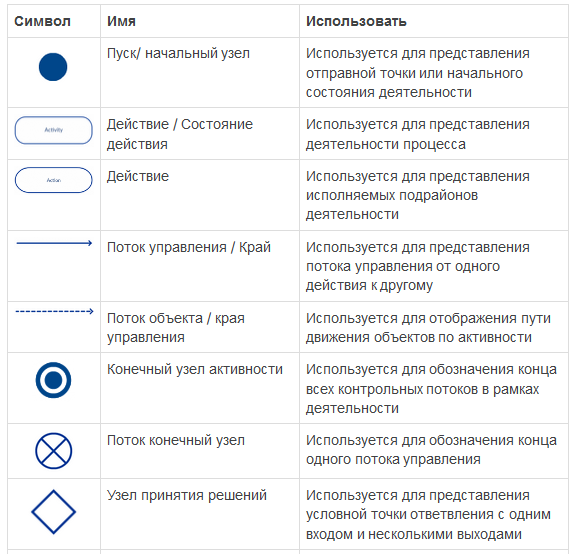 Символ Имя Использовать
Пуск/ начальный узел
Используется для представления
отправной точки или начального
состояния деятельности
Activity
Действие / Состояние
действия
Используется для представления
деятельности процесса
Action
Действие
Используется для представления
исполняемых подрайонов
деятельности
Поток управления / Край
Используется для представления
потока управления от одного
действия к другому
Поток объекта / края
управления
Используется для отображения пути
движения объектов по активности
Конечный узел активности
Используется для обозначения конца
всех контрольных потоков в рамках
деятельности
Поток конечный узел
Используется для обозначения конца
одного потока управления
Узел принятия решений
Используется для представления
условной точки ответвления с одним
входом и несколькими выходами